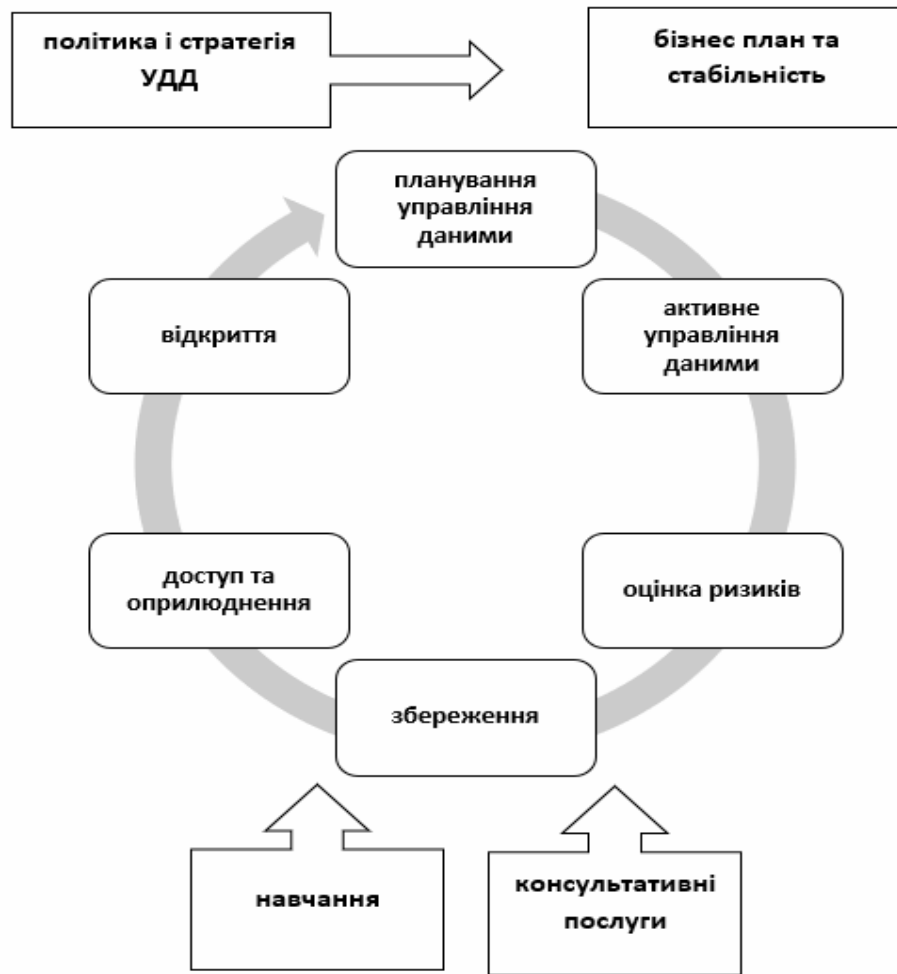 політика і стратегія
УДД
бізнес план та
стабільність
планування
управління
даними
відкриття
активне
управління
даними
доступ та
оприлюднення
оцінка ризиків
збереження
навчання
консультативні
послуги